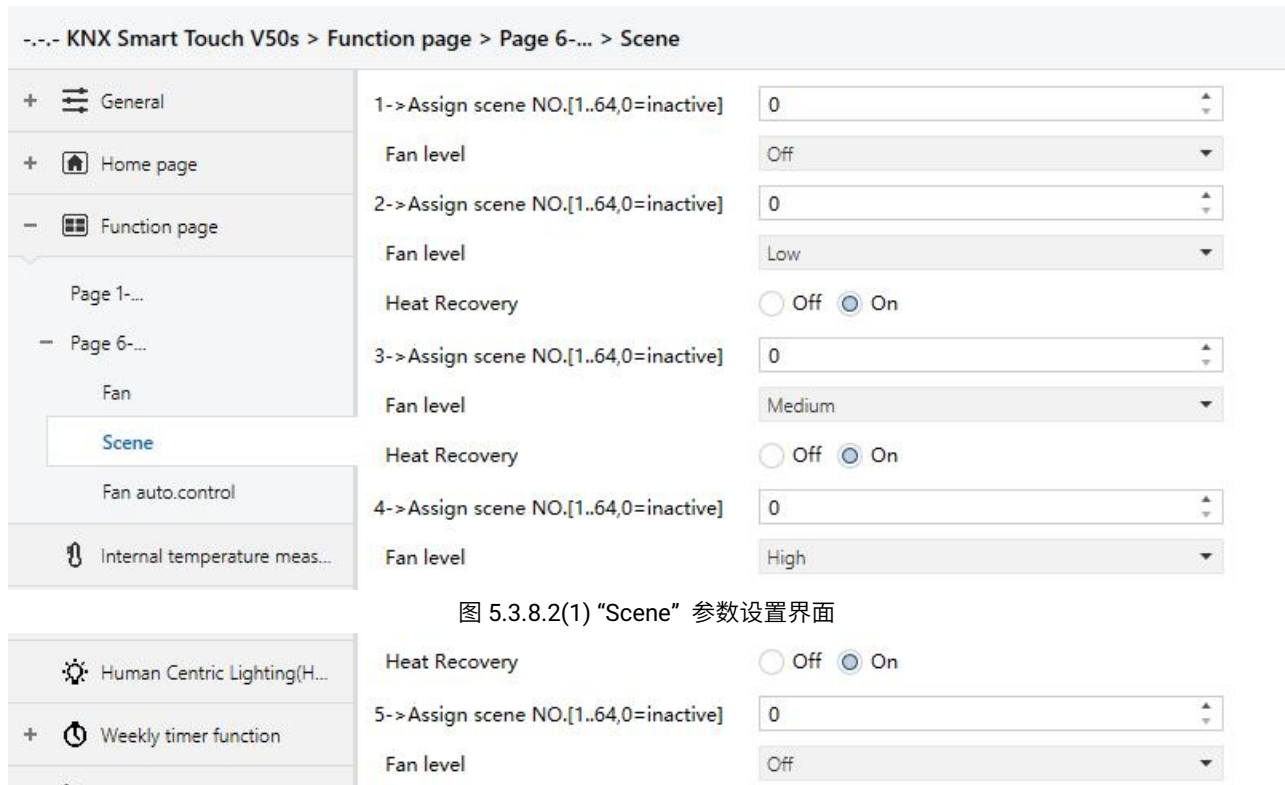 -.-.- KNX Smart Touch V50s > Function page > Page 6-... > Scene
+ General
+ Home page
− Function page
Page 1-...
− Page 6-...
Fan
Scene
Fan auto.control
Internal temperature meas...
1->Assign scene NO.[1..64,0=inactive] 0
Fan level Off
2->Assign scene NO.[1..64,0=inactive] 0
Fan level Low
Heat Recovery Off On
3->Assign scene NO.[1..64,0=inactive] 0
Fan level Medium
Heat Recovery Off On
4->Assign scene NO.[1..64,0=inactive] 0
Fan level High
图 5.3.8.2(1) “Scene” 参数设置界面
Human Centric Lighting(H...
+ Weekly timer function
Heat Recovery Off On
5->Assign scene NO.[1..64,0=inactive] 0
Fan level Off